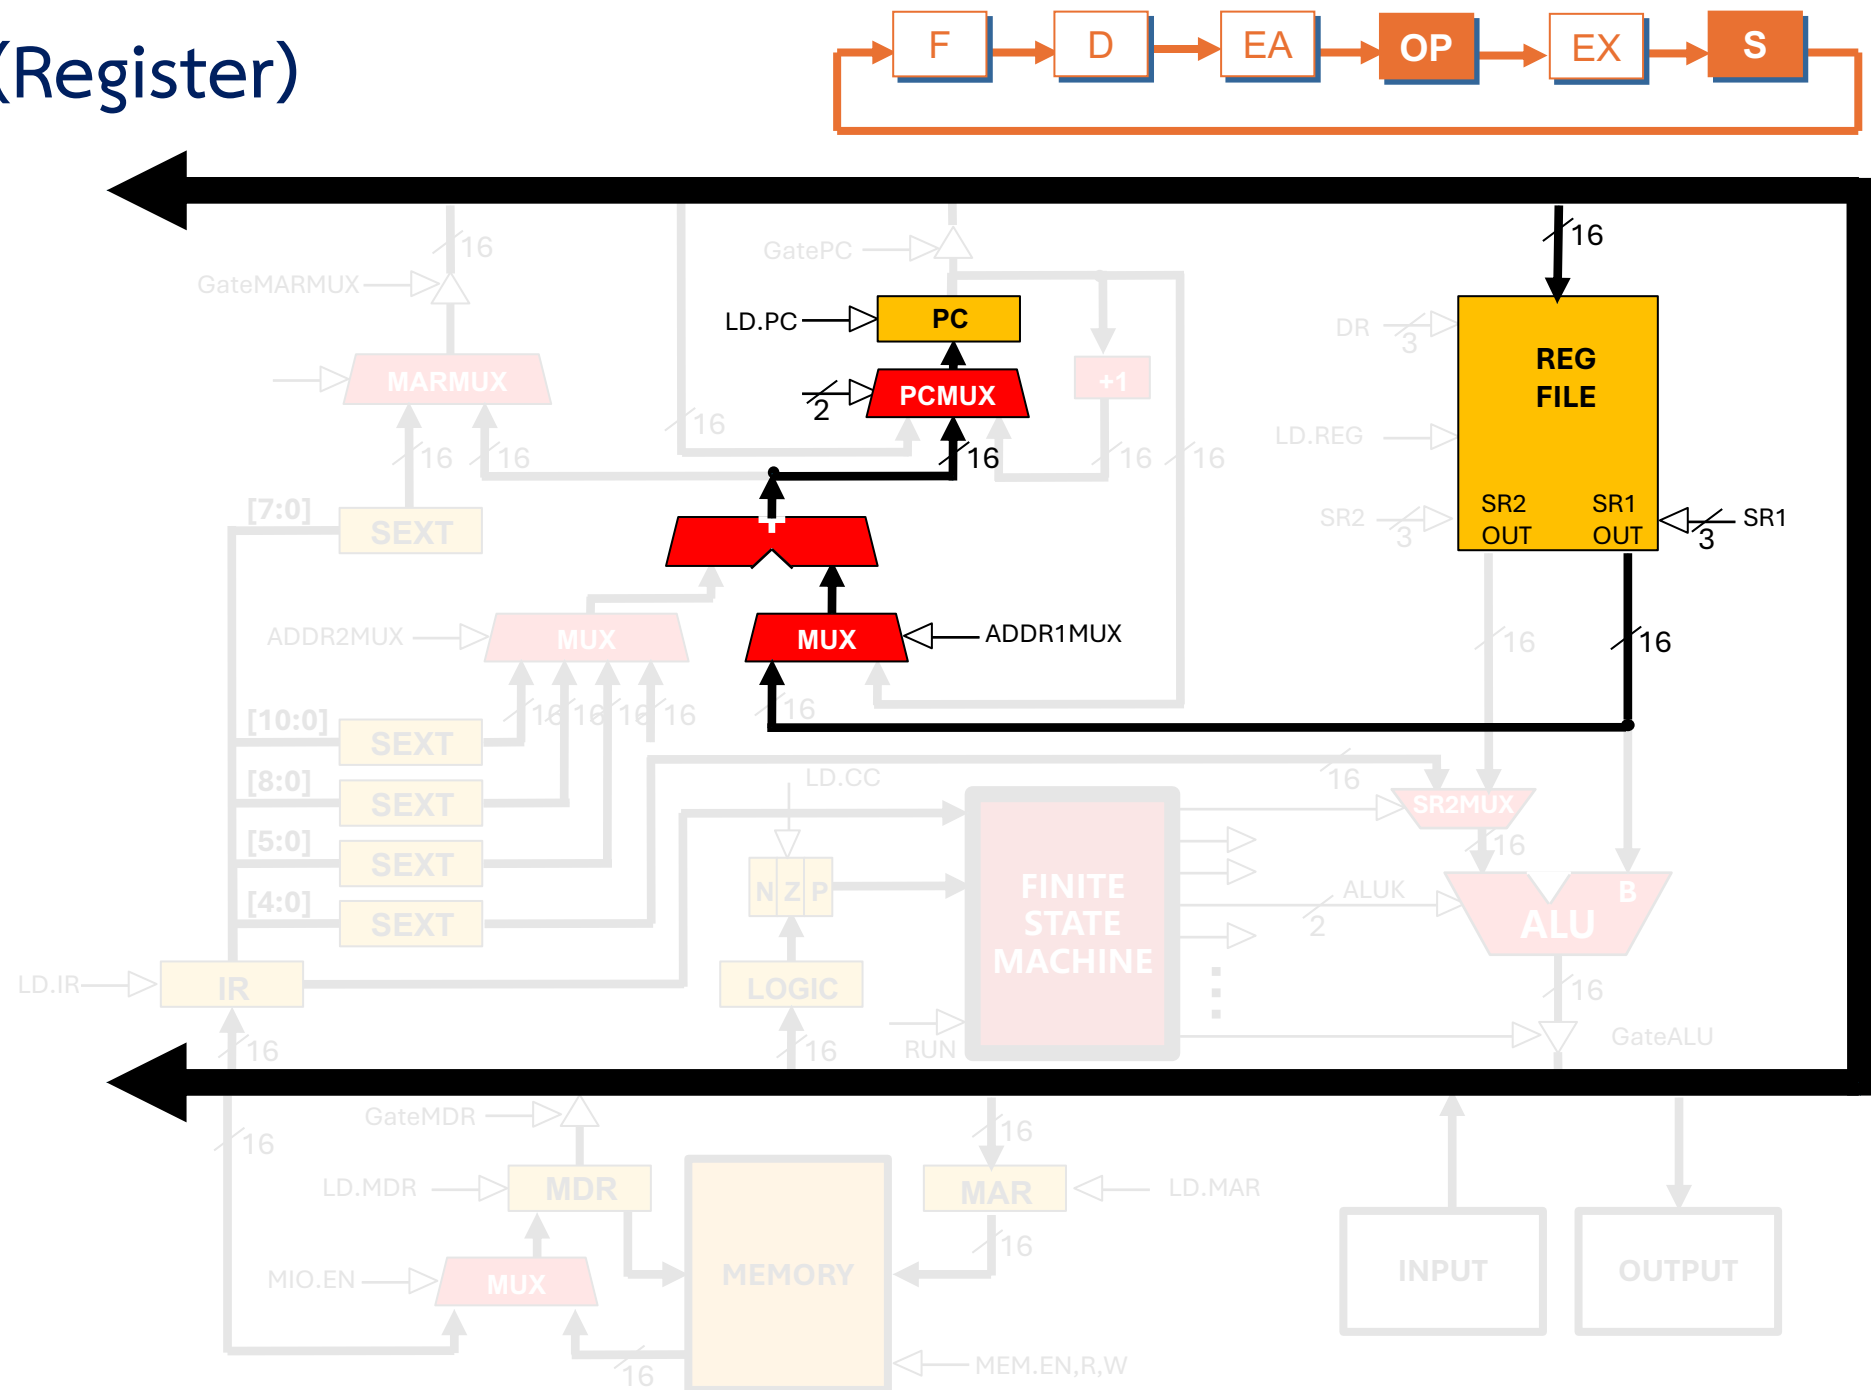 (Register)
F D EA OP EX S
16
16
GatePC
GateMARMUX
LD.PC
PC
DR
3
REG
FILE
MARMUX
2
PCMUX
+1
16
LD.REG
16
16
16
16
16
[7:0]
SEXT
+
SR2
3
SR2
OUT
SR1
OUT
3
SR1
ADDR2MUX
MUX
MUX
ADDR1MUX
16
16
16
16
16
16
16
[10:0]
SEXT
[8:0]
SEXT
LD.CC
16
SR2MUX
[5:0]
SEXT
16
N Z P
FINITE
STATE
MACHINE
ALUK
2
B
ALU
[4:0]
SEXT
LD.IR
IR
LOGIC
16
16
16
RUN
GateALU
GateMDR
16
16
LD.MDR
MDR
MAR
LD.MAR
16
MIO.EN
MUX
MEMORY
INPUT
OUTPUT
16
MEM.EN,R,W